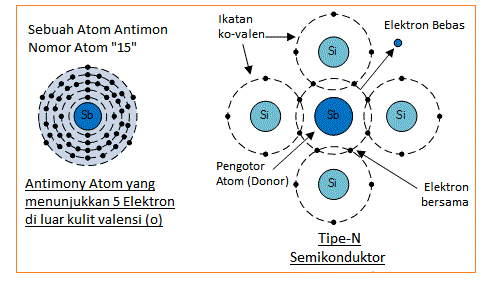 Sebuah Atom Antimon
Nomor Atom "15"
Sb
Antimony Atom yang
menunjukkan 5 Elektron
di luar kulit valensi (o)
Ikatan
ko-valen
Elektron Bebas
Si
Si
Sb
Si
Si
Pengotor
Atom (Donor)
Elektron
bersama
Tipe-N
Semikonduktor